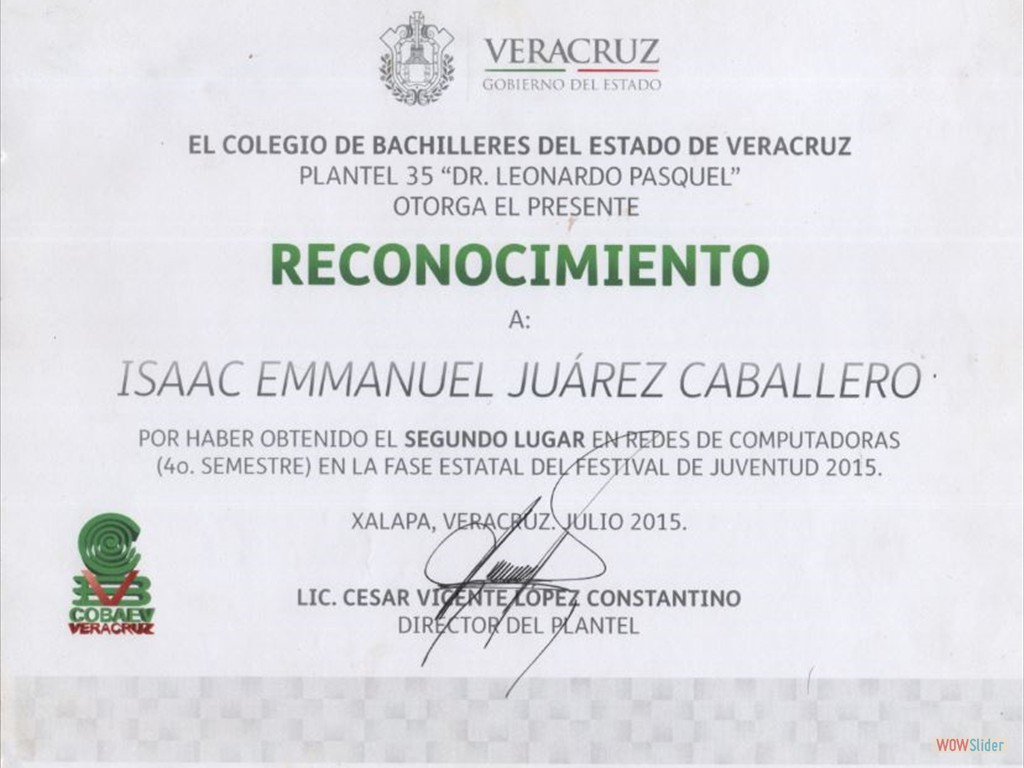 VERACRUZ
GOBIERNO DEL ESTADO
EL COLEGIO DE BACHILLERES DEL ESTADO DE VERACRUZ
PLANTEL 35 “DR. LEONARDO PASQUEL”
OTORGA EL PRESENTE
RECONOCIMIENTO
A:
ISAAC EMMANUEL JUÁREZ CABALLERO
POR HABER OBTENIDO EL SEGUNDO LUGAR EN REDES DE COMPUTADORAS
(4o. SEMESTRE) EN LA FASE ESTATAL DEL FESTIVAL DE JUVENTUD 2015.
XALAPA, VERACRUZ. JULIO 2015.
LIC. CESAR VICENTE LÓPEZ CONSTANTINO
DIRECTOR DEL PLANTEL
COBAEV
VERACRUZ
WOWSlider